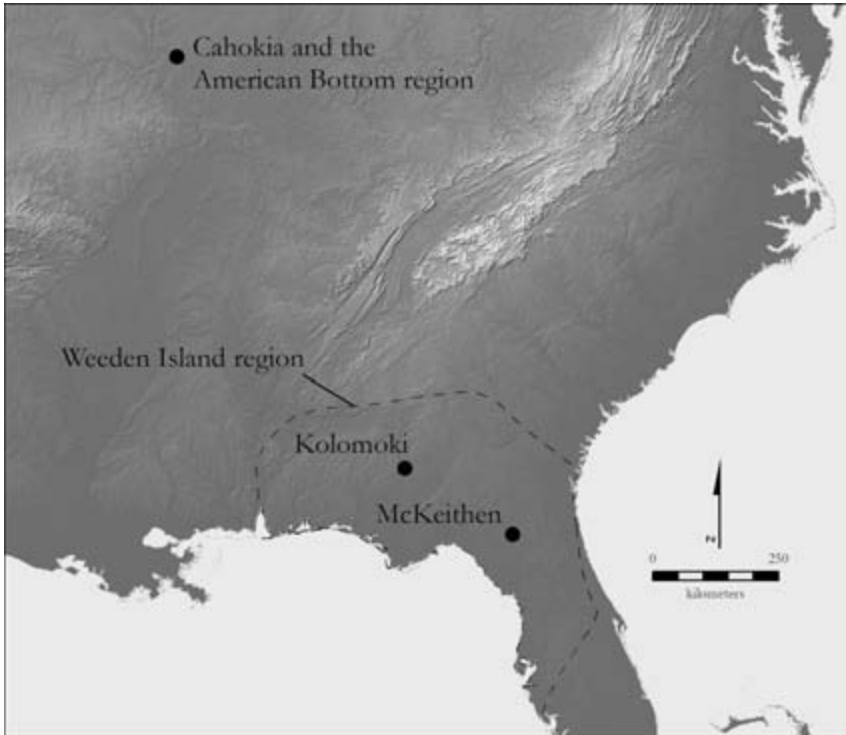 Cahokia and the
American Bottom region
Weeden Island region
Kolomoki
McKeithen
N
0 250
kilometers